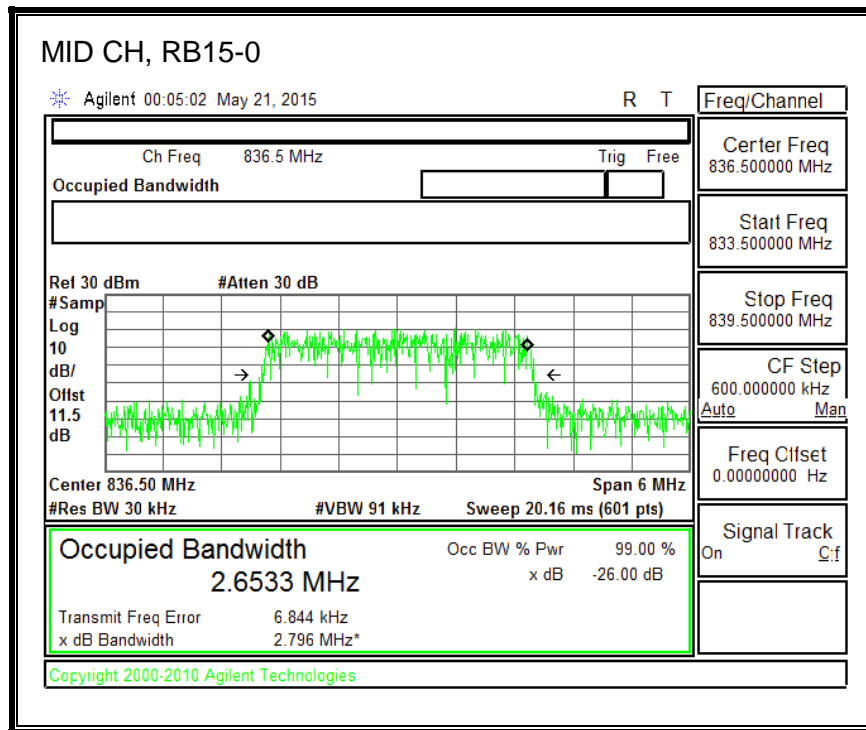 MID CH, RB15-0
Agilent 00:05:02 May 21, 2015 R T
Freq/Channel
Ch Freq 836.5 MHz Trig Free
Occupied Bandwidth
Center Freq
836.500000 MHz
Start Freq
833.500000 MHz
Stop Freq
839.500000 MHz
CF Step
600.000000 kHz
Auto Man
Freq Offset
0.00000000 Hz
Signal Track
On Off
Ref 30 dBm #Atten 30 dB
#Samp
Log
10
dB/
Offst
11.5
dB
Center 836.50 MHz Span 6 MHz
#Res BW 30 kHz #VBW 91 kHz Sweep 20.16 ms (601 pts)
Occupied Bandwidth
2.6533 MHz
Occ BW % Pwr 99.00 %
x dB -26.00 dB
Transmit Freq Error 6.844 kHz
x dB Bandwidth 2.796 MHz*
Copyright 2000-2010 Agilent Technologies